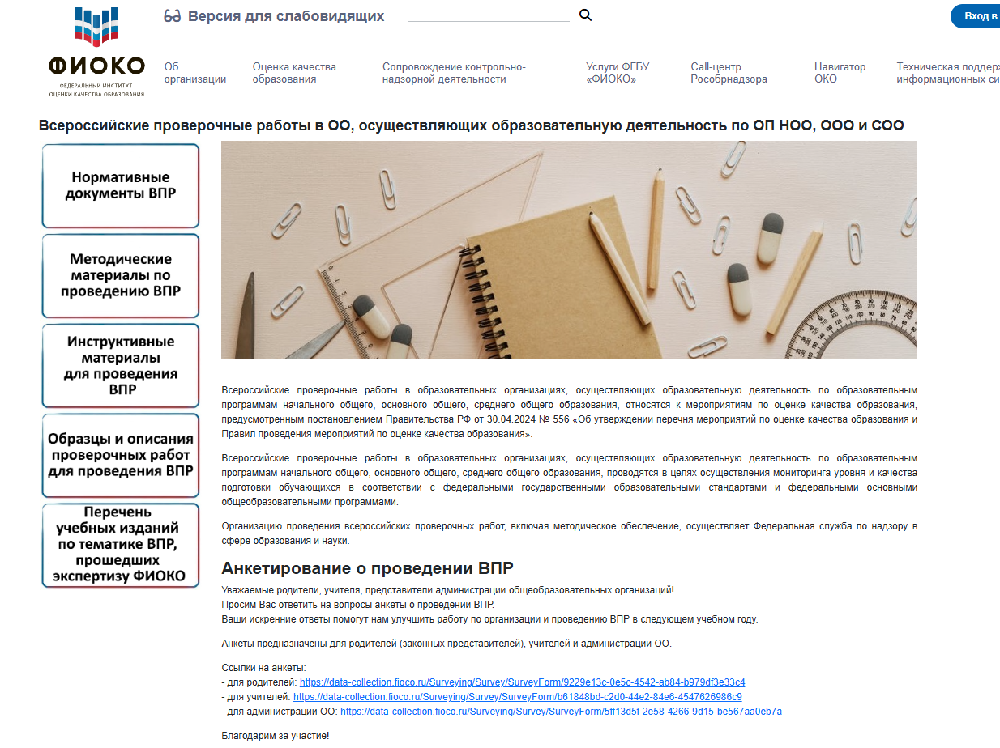 ФИОКО
ФЕДЕРАЛЬНЫЙ ИНСТИТУТ
ОЦЕНКИ КАЧЕСТВА ОБРАЗОВАНИЯ
Версия для слабовидящих
Вход в
Об
организации
Оценка качества
образования
Сопровождение контрольно-
надзорной деятельности
Услуги ФГБУ
«ФИОКО»
Call-центр
Рособрнадзора
Навигатор
ОКО
Техническая поддерж
информационных си
Всероссийские проверочные работы в ОО, осуществляющих образовательную деятельность по ОП НОО, ООО и СОО
Нормативные
документы ВПР
Методические
материалы по
проведению ВПР
Инструктивные
материалы
для проведения
ВПР
Образцы и описания
проверочных работ
для проведения ВПР
Перечень
учебных изданий
по тематике ВПР,
прошедших
экспертизу ФИОКО
Всероссийские проверочные работы в образовательных организациях, осуществляющих образовательную деятельность по образовательным
программам начального общего, основного общего, среднего общего образования, относятся к мероприятиям по оценке качества образования,
предусмотренным постановлением Правительства РФ от 30.04.2024 № 556 «Об утверждении перечня мероприятий по оценке качества образования и
Правил проведения мероприятий по оценке качества образования».
Всероссийские проверочные работы в образовательных организациях, осуществляющих образовательную деятельность по образовательным
программам начального общего, основного общего, среднего общего образования, проводятся в целях осуществления мониторинга уровня и качества
подготовки обучающихся в соответствии с федеральными государственными образовательными стандартами и федеральными основными
общеобразовательными программами.
Организацию проведения всероссийских проверочных работ, включая методическое обеспечение, осуществляет Федеральная служба по надзору в
сфере образования и науки.
Анкетирование о проведении ВПР
Уважаемые родители, учителя, представители администрации общеобразовательных организаций!
Просим Вас ответить на вопросы анкеты о проведении ВПР.
Ваши искренние ответы помогут нам улучшить работу по организации и проведению ВПР в следующем учебном году.
Анкеты предназначены для родителей (законных представителей), учителей и администрации ОО.
Ссылки на анкеты:
- для родителей: https://data-collection.fioco.ru/Surveying/Survey/SurveyForm/9229e13c-0e5c-4542-ab84-b979df3e33c4
- для учителей: https://data-collection.fioco.ru/Surveying/Survey/SurveyForm/b61848bd-c2d0-44e2-84e6-4547626986c9
- для администрации ОО: https://data-collection.fioco.ru/Surveying/Survey/SurveyForm/5ff13d5f-2e58-4266-9d15-be567aa0eb7a
Благодарим за участие!